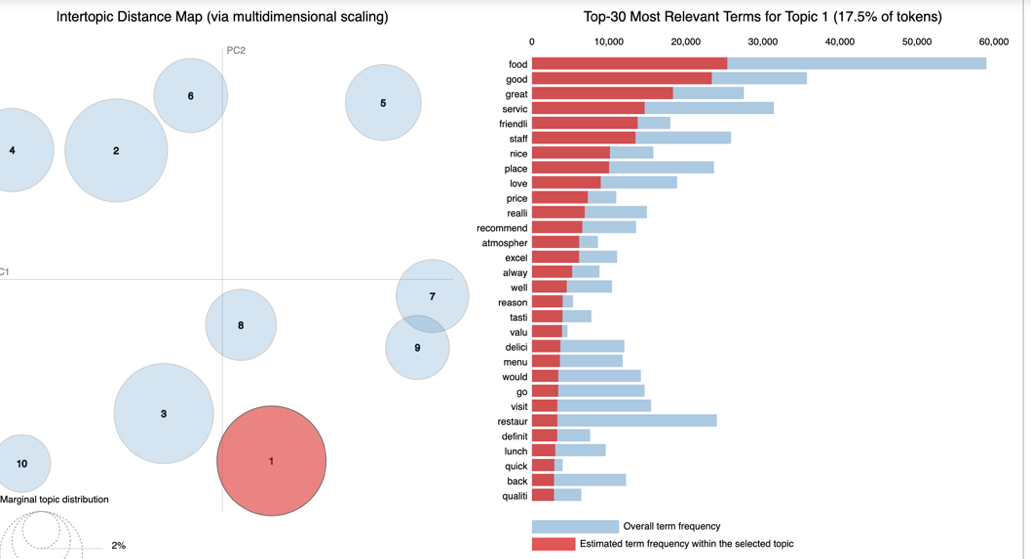 Intertopic Distance Map (via multidimensional scaling)
PC2
6
5
4
2
C1
7
8
9
3
1
10
Marginal topic distribution
2%
Top-30 Most Relevant Terms for Topic 1 (17.5% of tokens)
0 10,000 20,000 30,000 40,000 50,000 60,000
food
good
great
servic
friendli
staff
nice
place
love
price
realli
recommend
atmospher
excel
alway
well
reason
tasti
valu
delici
menu
would
go
visit
restaur
definit
lunch
quick
back
qualiti
Overall term frequency
Estimated term frequency within the selected topic